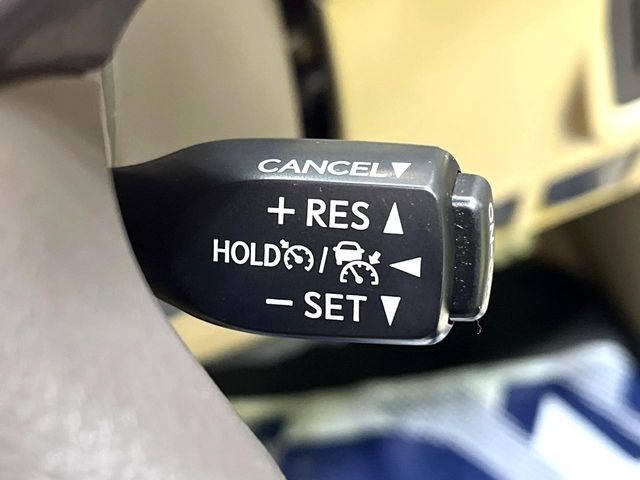 CANCEL▼
+ RES ▲
HOLD / ◄
− SET ▼